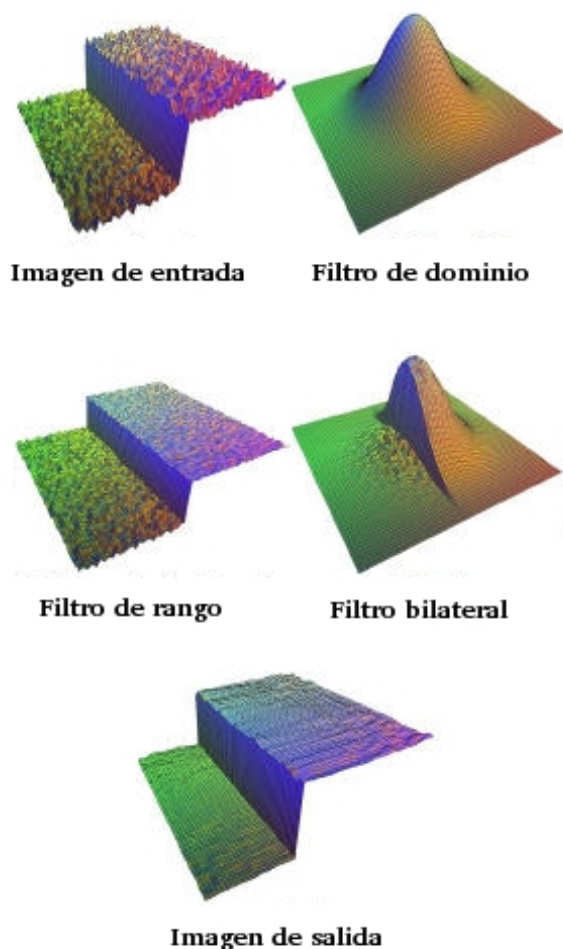 Imagen de entrada
Filtro de dominio
Filtro de rango
Filtro bilateral
Imagen de salida